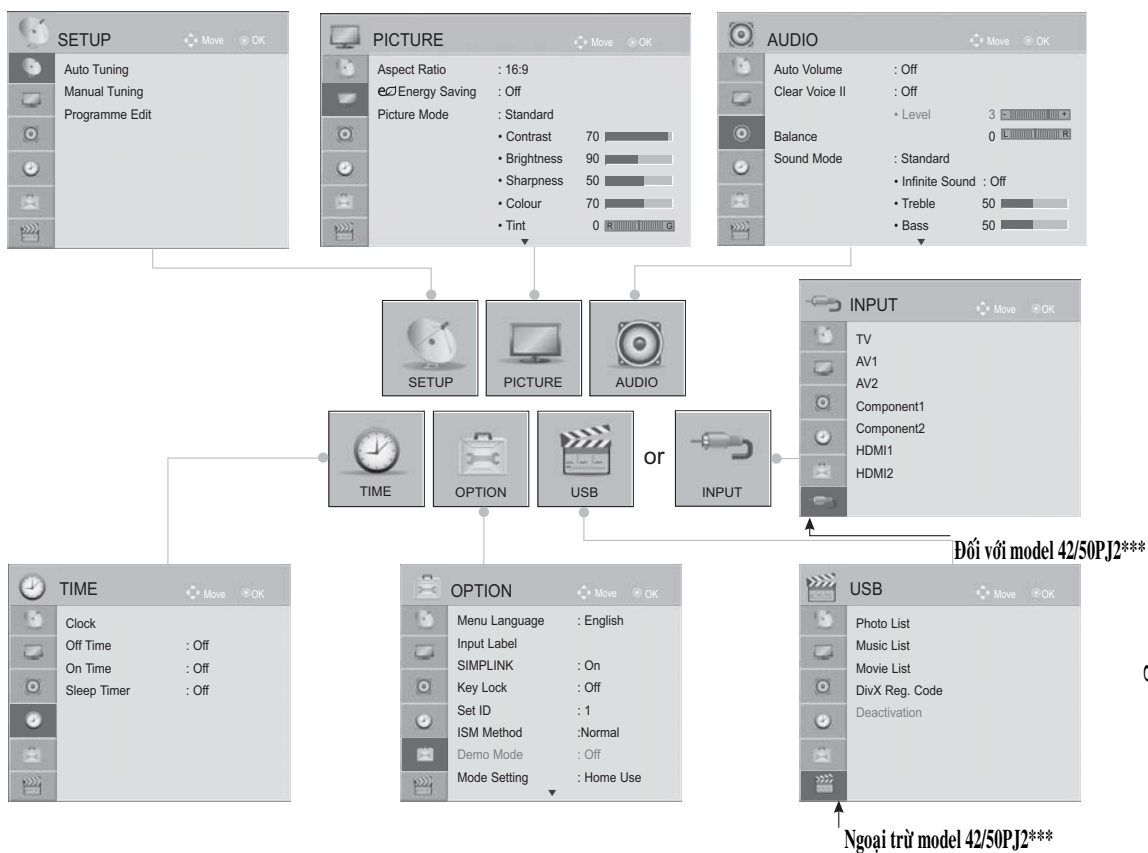 SETUP
Move OK
Auto Tuning
Manual Tuning
Programme Edit
PICTURE
Move OK
Aspect Ratio : 16:9
Energy Saving : Off
Picture Mode : Standard
• Contrast 70
• Brightness 90
• Sharpness 50
• Colour 70
• Tint 0 R G
AUDIO
Move OK
Auto Volume : Off
Clear Voice II : Off
• Level 3 - +
Balance 0 L R
Sound Mode : Standard
• Infinite Sound : Off
• Treble 50
• Bass 50
SETUP
PICTURE
AUDIO
TIME
OPTION
USB
or
INPUT
INPUT
Move OK
TV
AV1
AV2
Component1
Component2
HDMI1
HDMI2
Đối với model 42/50PJ2***
TIME
Move OK
Clock
Off Time : Off
On Time : Off
Sleep Timer : Off
OPTION
Move OK
Menu Language : English
Input Label
SIMPLINK : On
Key Lock : Off
Set ID : 1
ISM Method :Normal
Demo Mode : Off
Mode Setting : Home Use
USB
Move OK
Photo List
Music List
Movie List
DivX Reg. Code
Deactivation
Ngoại trừ model 42/50PJ2***